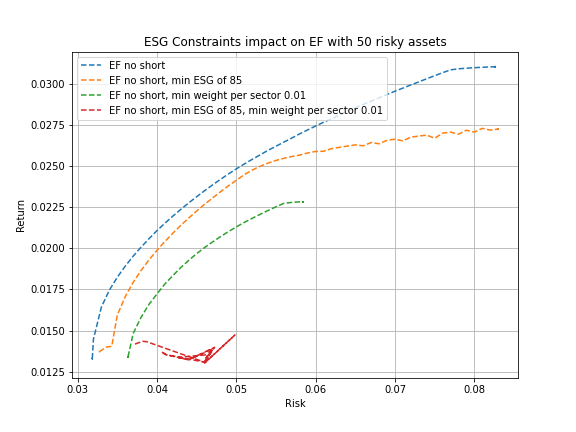 ESG Constraints impact on EF with 50 risky assets
EF no short
EF no short, min ESG of 85
EF no short, min weight per sector 0.01
EF no short, min ESG of 85, min weight per sector 0.01
0.0300
0.0275
0.0250
0.0225
0.0200
0.0175
0.0150
0.0125
Return
0.03 0.04 0.05 0.06 0.07 0.08
Risk